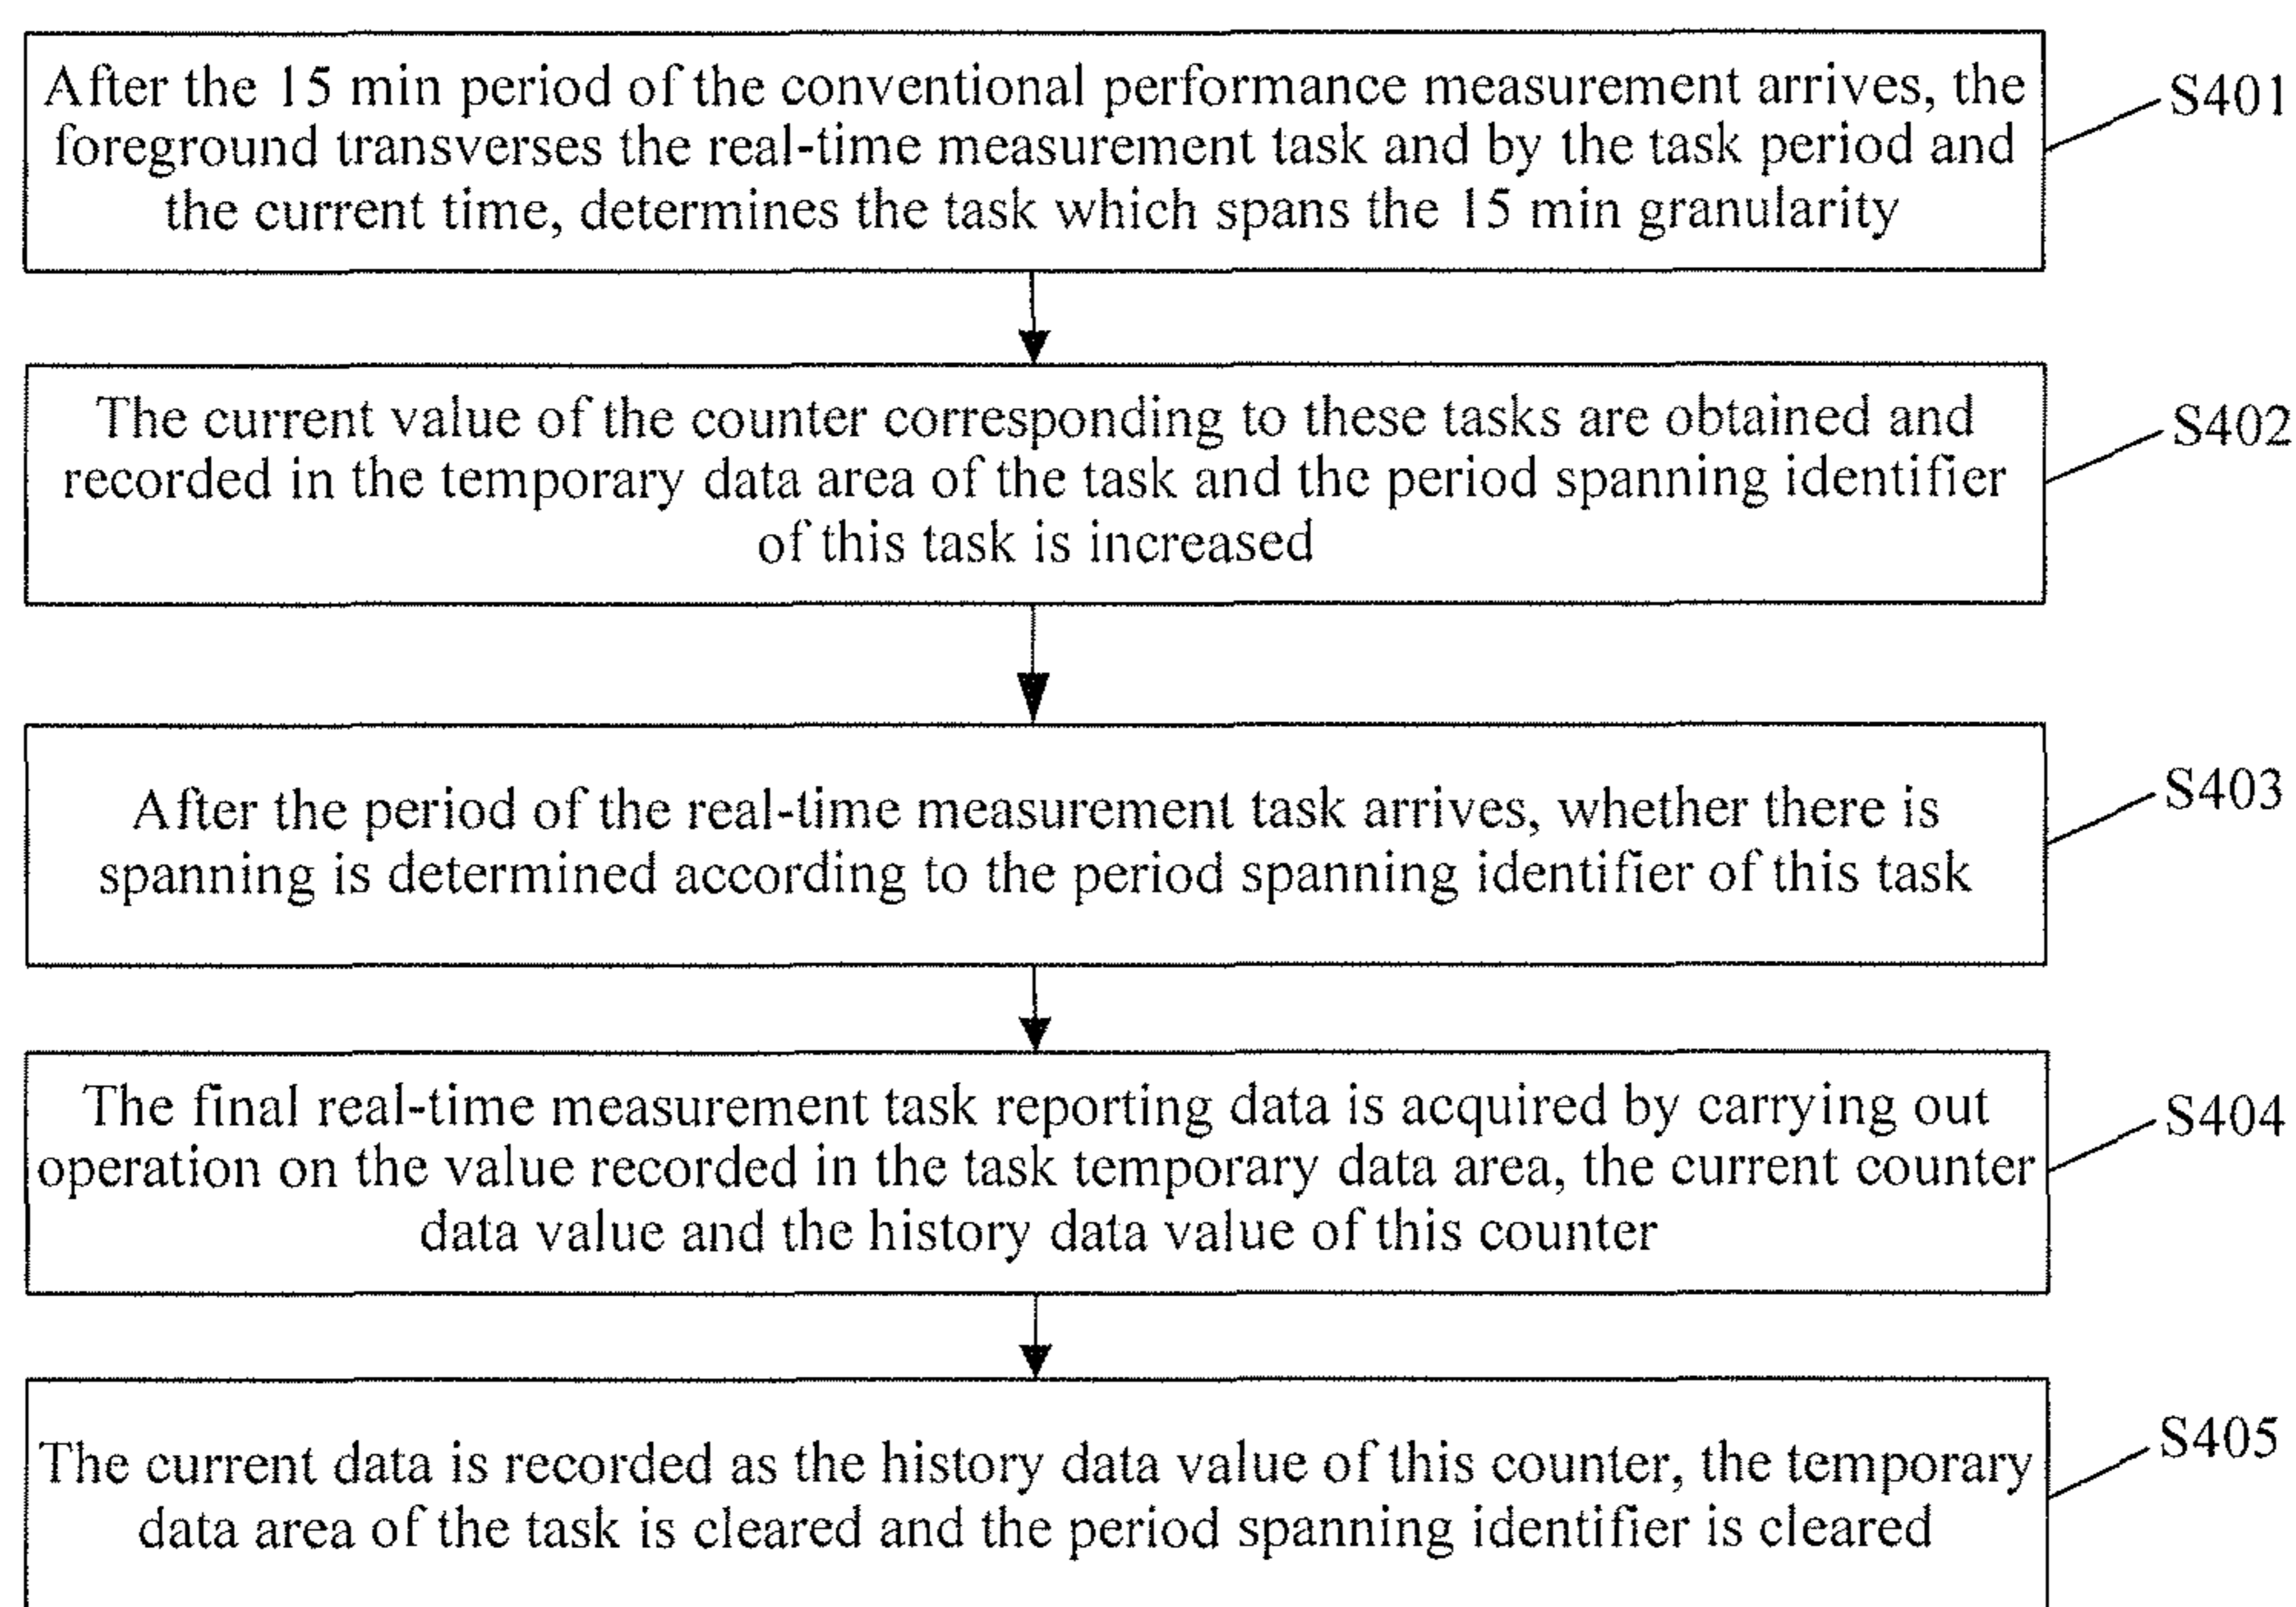 After the 15 min period of the conventional performance measurement arrives, the
foreground transverses the real-time measurement task and by the task period and
the current time, determines the task which spans the 15 min granularity
S401
The current value of the counter corresponding to these tasks are obtained and
recorded in the temporary data area of the task and the period spanning identifier
of this task is increased
S402
After the period of the real-time measurement task arrives, whether there is
spanning is determined according to the period spanning identifier of this task
S403
The final real-time measurement task reporting data is acquired by carrying out
operation on the value recorded in the task temporary data area, the current counter
data value and the history data value of this counter
S404
The current data is recorded as the history data value of this counter, the temporary
data area of the task is cleared and the period spanning identifier is cleared
S405